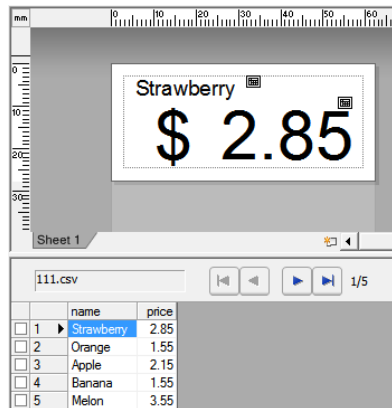 mm 0 10 20 30 40 50 60
0
10
20
30
Strawberry
$ 2.85
Sheet 1
111.csv 1/5
name price
1 Strawberry 2.85
2 Orange 1.55
3 Apple 2.15
4 Banana 1.55
5 Melon 3.55